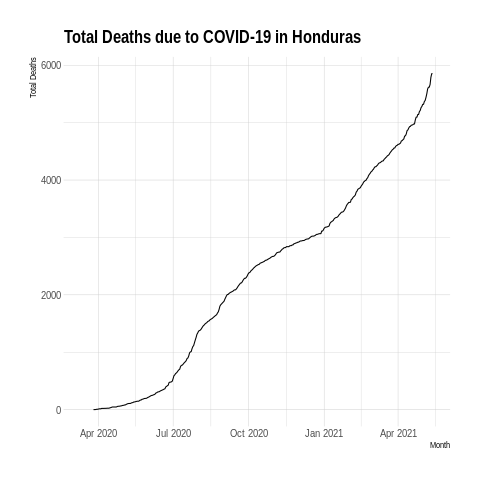 Total Deaths due to COVID-19 in Honduras
Total Deaths
6000
4000
2000
0
Apr 2020
Jul 2020
Oct 2020
Jan 2021
Apr 2021
Month